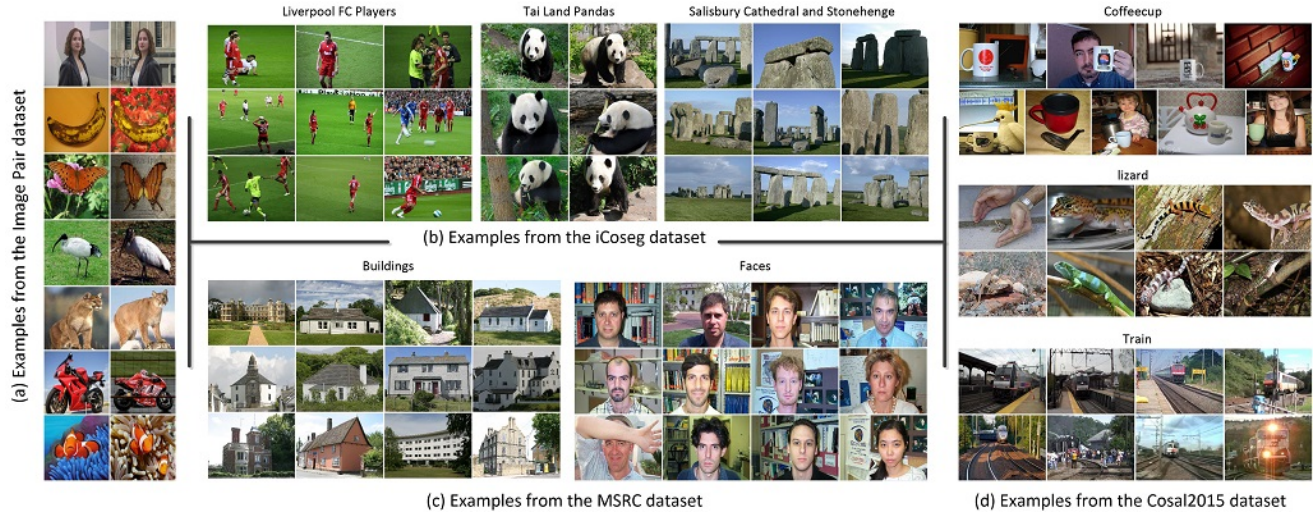 (a) Examples from the Image Pair dataset
Liverpool FC Players
Tai Land Pandas
Salisbury Cathedral and Stonehenge
(b) Examples from the iCoseg dataset
Buildings
Faces
(c) Examples from the MSRC dataset
Coffeecup
lizard
Train
(d) Examples from the Cosal2015 dataset